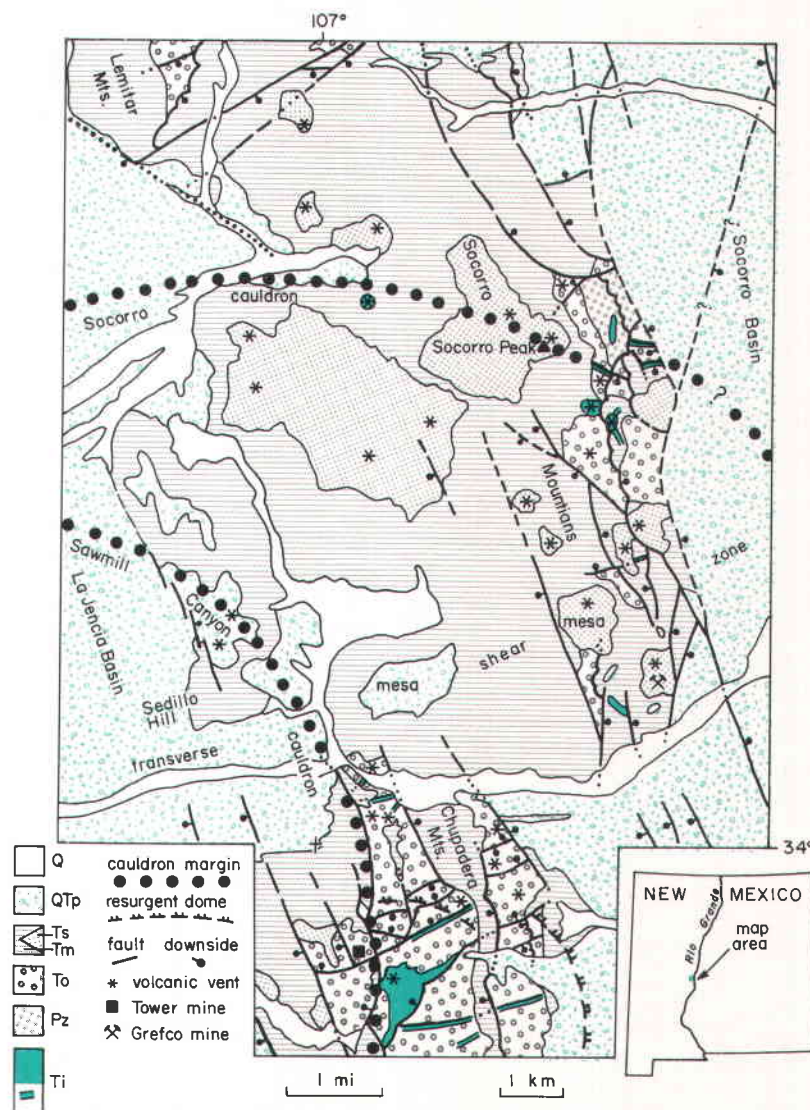 107°
Lemitar
Mts.
Socorro
cauldron
Socorro
Socorro Peak
Socorro Basin
?
?
?
Mountians
zone
Sawmill
Canyon
La Jencia Basin
mesa
shear
mesa
Sedillo
Hill
transverse
cauldron
Chupadera
Mts.
34°
Q
QTp
Ts
Tm
To
Pz
Ti
cauldron margin
resurgent dome
fault downside
volcanic vent
Tower mine
Grefco mine
1 mi
1 km
NEW MEXICO
Rio Grande
map
area